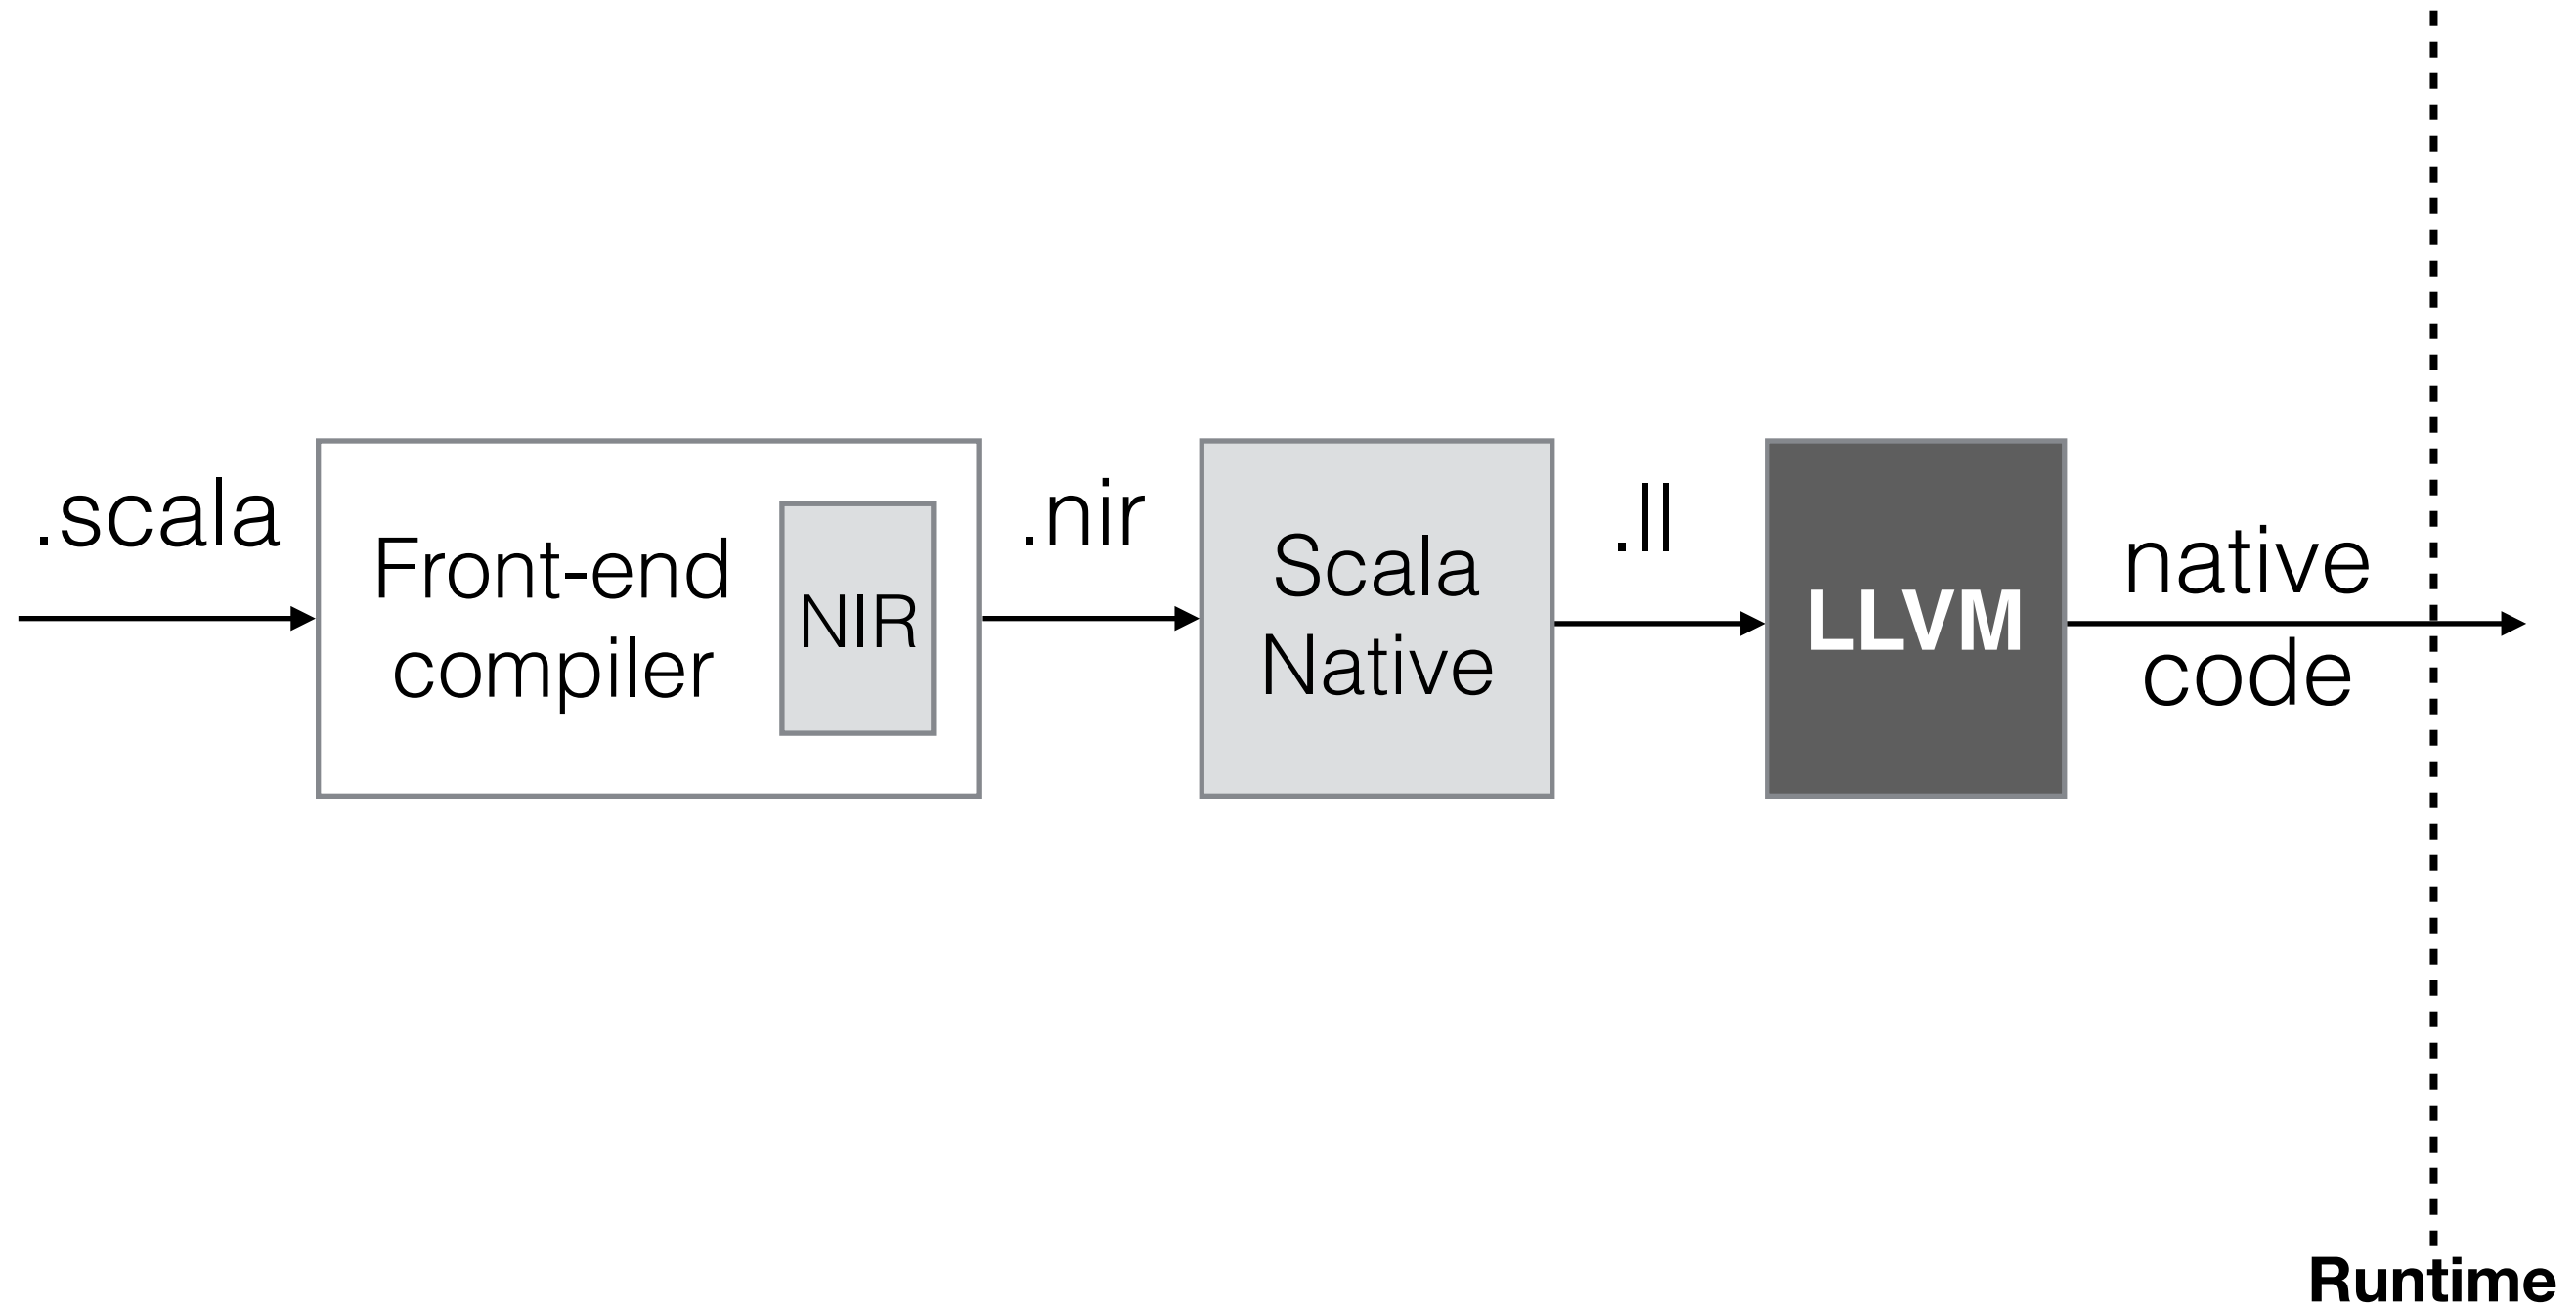 .scala
Front-end
compiler
NIR
.nir
Scala
Native
.ll
LLVM
native
code
Runtime